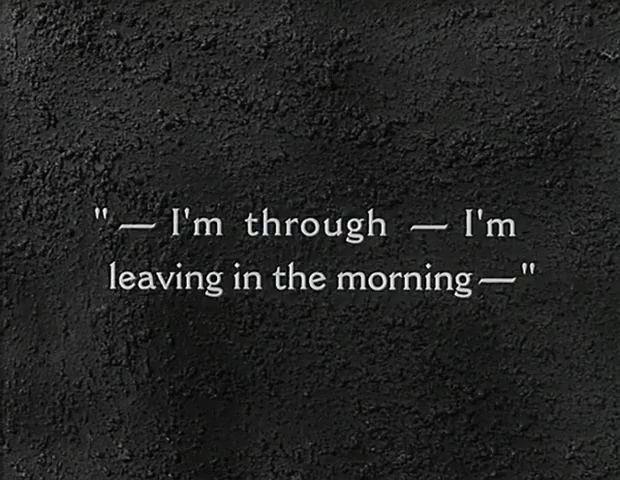 "— I'm through — I'm
leaving in the morning—"